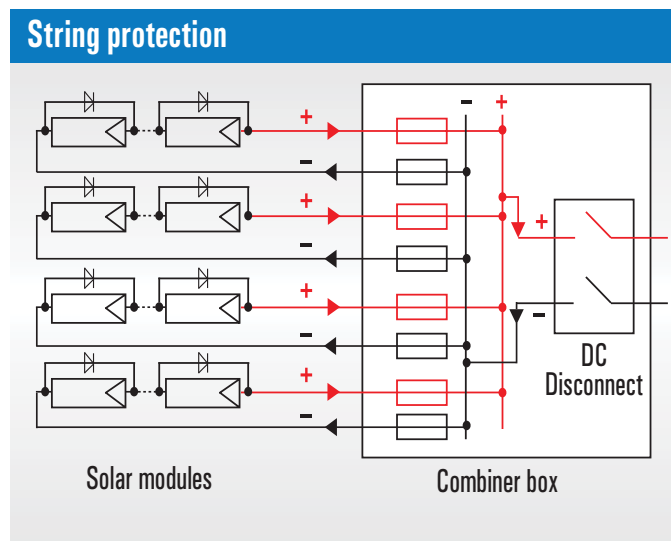 String protection
- +
+
-
+
-
+
+
-
-
+
-
DC
Disconnect
Solar modules
Combiner box